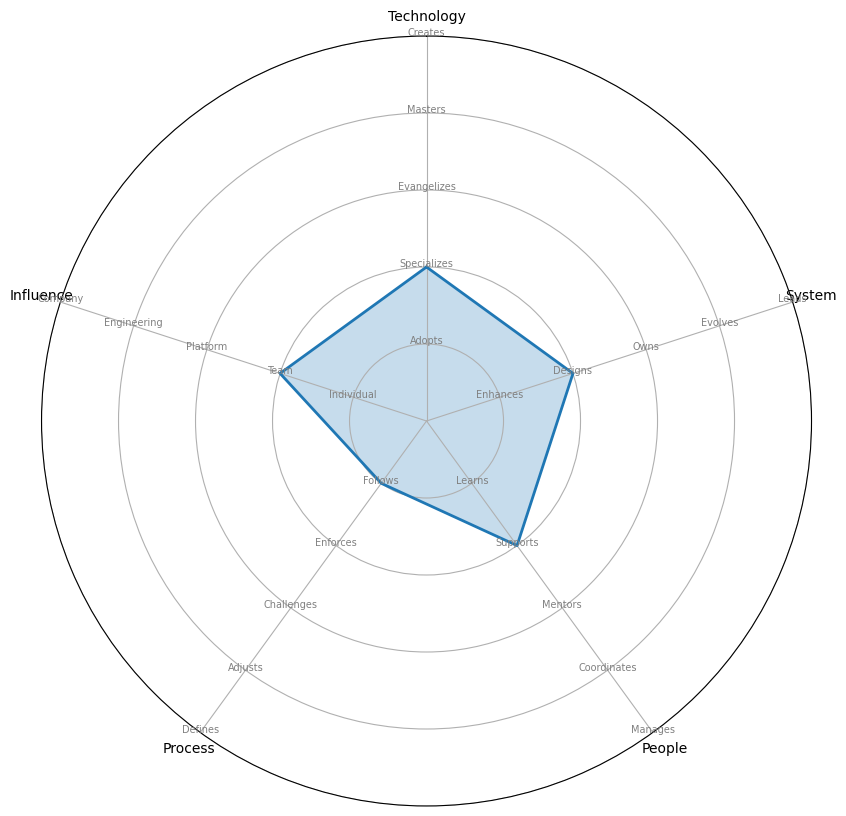 Technology
Creates
Masters
Evangelizes
Specializes
Adopts
System
Leads
Evolves
Owns
Designs
Enhances
Influence
Company
Engineering
Platform
Team
Individual
Follows
Enforces
Challenges
Adjusts
Defines
Process
Learns
Supports
Mentors
Coordinates
Manages
People